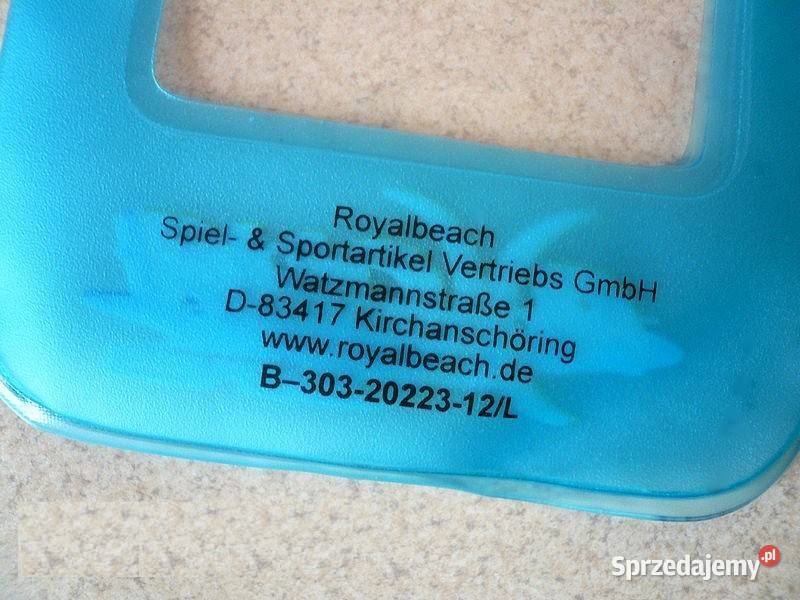 Royalbeach
Spiel- & Sportartikel Vertriebs GmbH
Watzmannstraße 1
D-83417 Kirchanschöring
www.royalbeach.de
B–303-20223-12/L
Sprzedajemy.pl